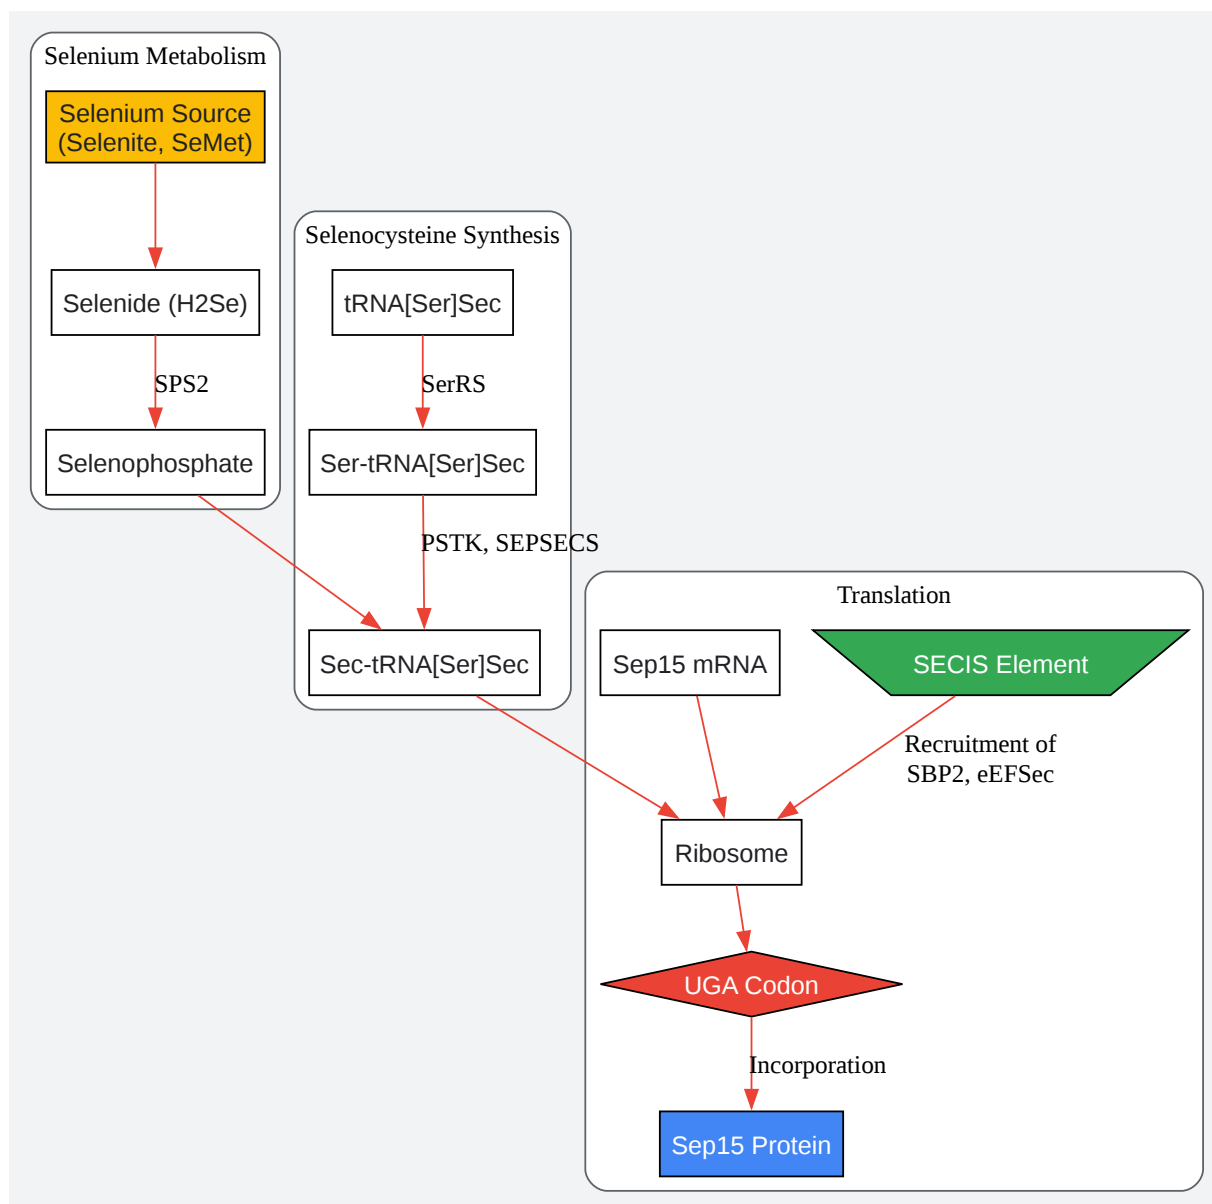 Selenium Metabolism
Selenium Source
(Selenite, SeMet)
Selenide (H2Se)
SPS2
Selenophosphate
Selenocysteine Synthesis
tRNA[Ser]Sec
SerRS
Ser-tRNA[Ser]Sec
PSTK, SEPSECS
Sec-tRNA[Ser]Sec
Translation
Sep15 mRNA
SECIS Element
Recruitment of
SBP2, eEFSec
Ribosome
UGA Codon
Incorporation
Sep15 Protein